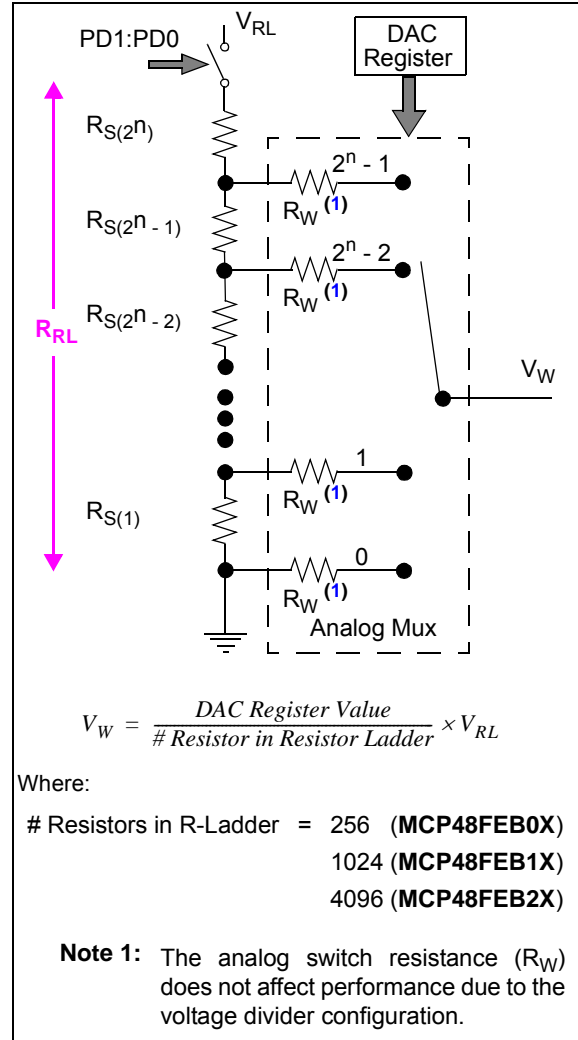 V_RL
PD1:PD0
DAC
Register
R_S(2^n)
2^n - 1
R_W (1)
R_S(2^n - 1)
2^n - 2
R_W (1)
R_RL
R_S(2^n - 2)
V_W
1
R_W (1)
R_S(1)
0
R_W (1)
Analog Mux
V_W = DAC Register Value / # Resistor in Resistor Ladder × V_RL
Where:
# Resistors in R-Ladder = 256 (MCP48FEB0X)
1024 (MCP48FEB1X)
4096 (MCP48FEB2X)
Note 1: The analog switch resistance (R_W)
does not affect performance due to the
voltage divider configuration.